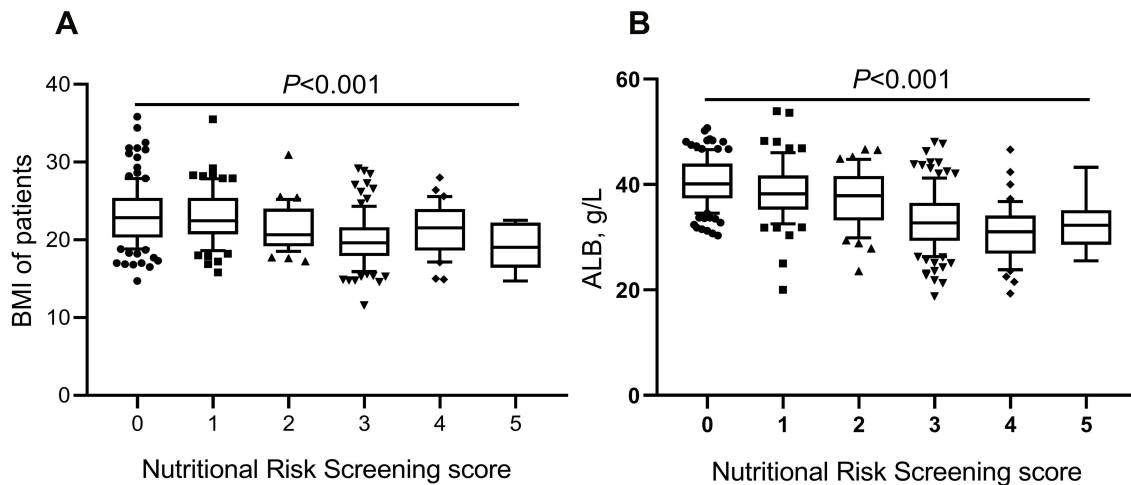 A
P<0.001
BMI of patients
40
30
20
10
0
0 1 2 3 4 5
Nutritional Risk Screening score
B
P<0.001
ALB, g/L
60
40
20
0
0 1 2 3 4 5
Nutritional Risk Screening score